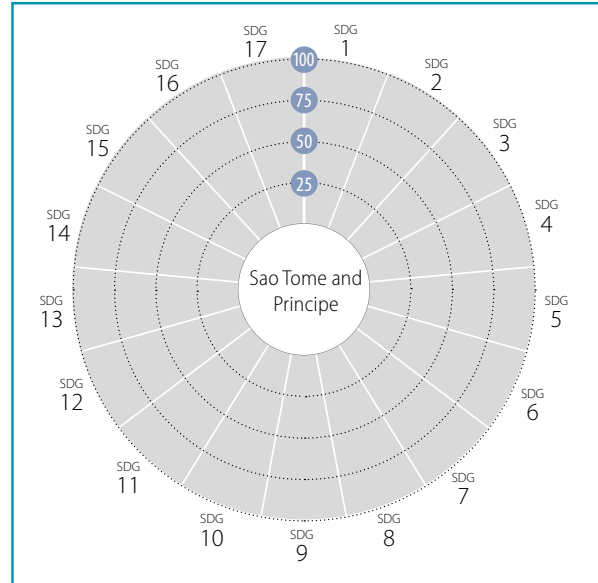 SDG
1
SDG
2
SDG
3
SDG
4
SDG
5
SDG
6
SDG
7
SDG
8
SDG
9
SDG
10
SDG
11
SDG
12
SDG
13
SDG
14
SDG
15
SDG
16
SDG
17
100
75
50
25
Sao Tome and
Principe